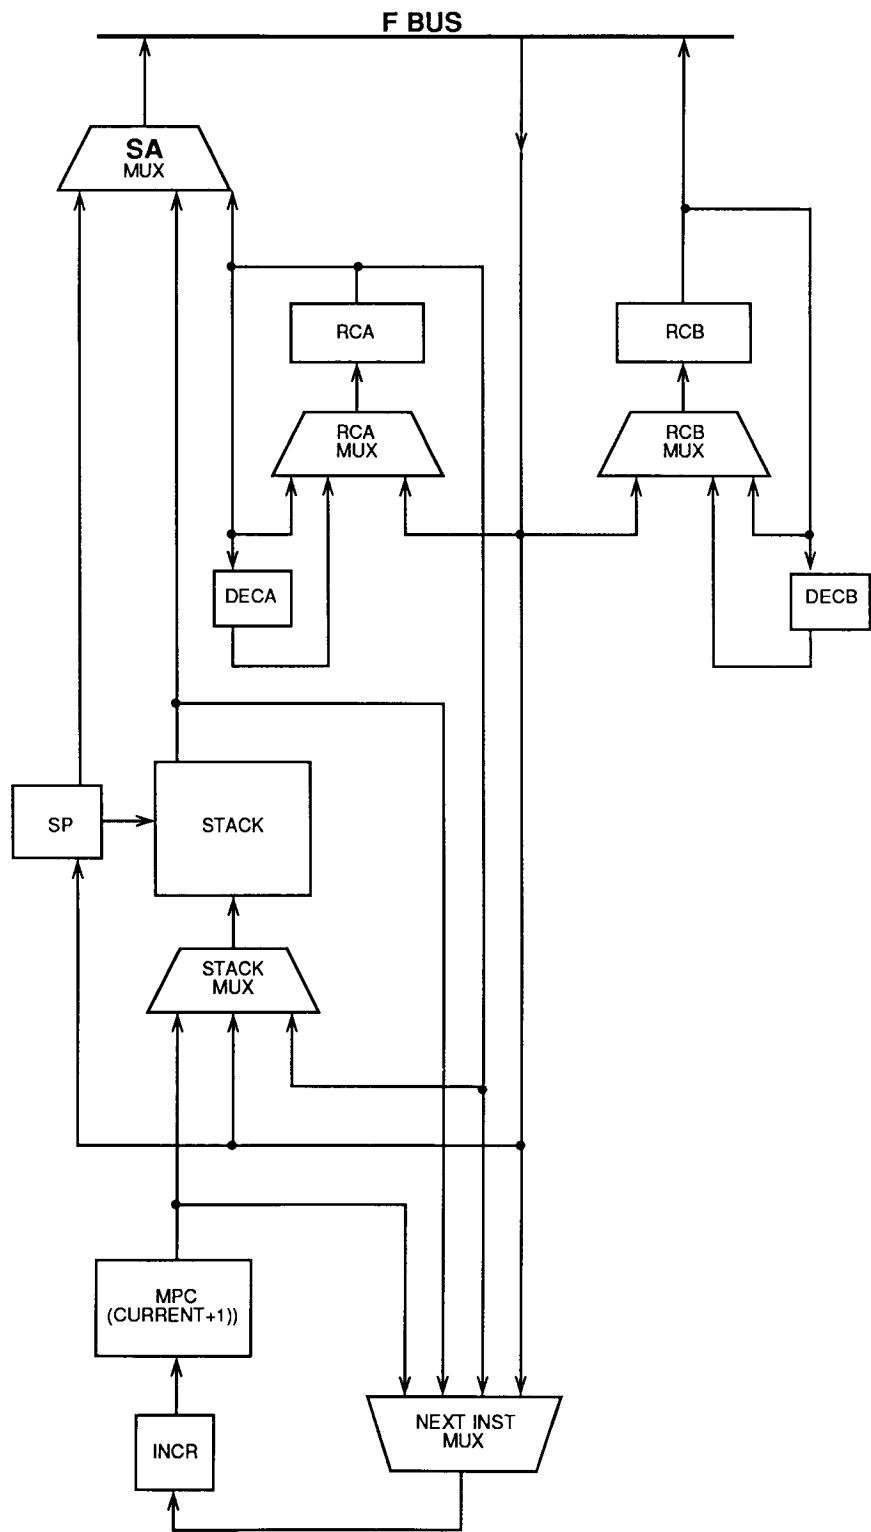 F BUS
SA
MUX
RCA
RCB
RCA
MUX
RCB
MUX
DECA
DECB
SP
STACK
STACK
MUX
MPC
(CURRENT+1))
NEXT INST
MUX
INCR